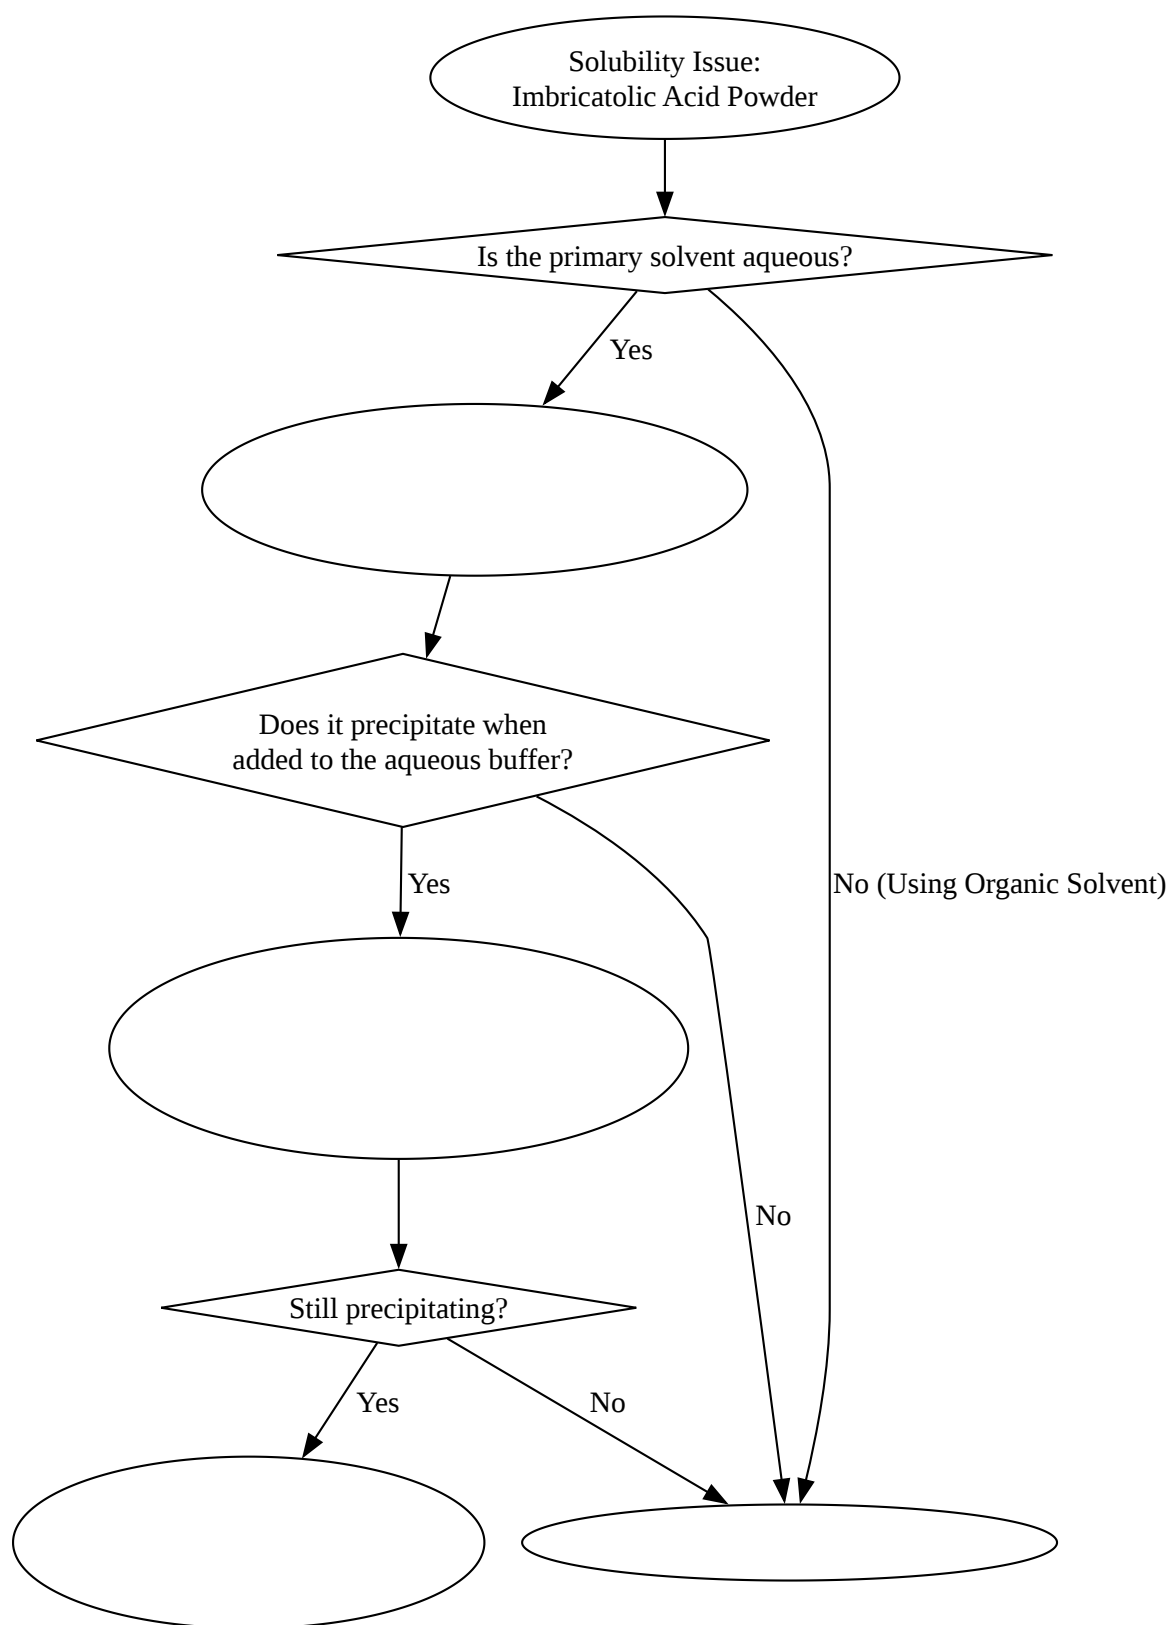 Solubility Issue:
Imbricatolic Acid Powder
Is the primary solvent aqueous?
Yes
Does it precipitate when
added to the aqueous buffer?
Yes
No (Using Organic Solvent)
No
Still precipitating?
Yes
No